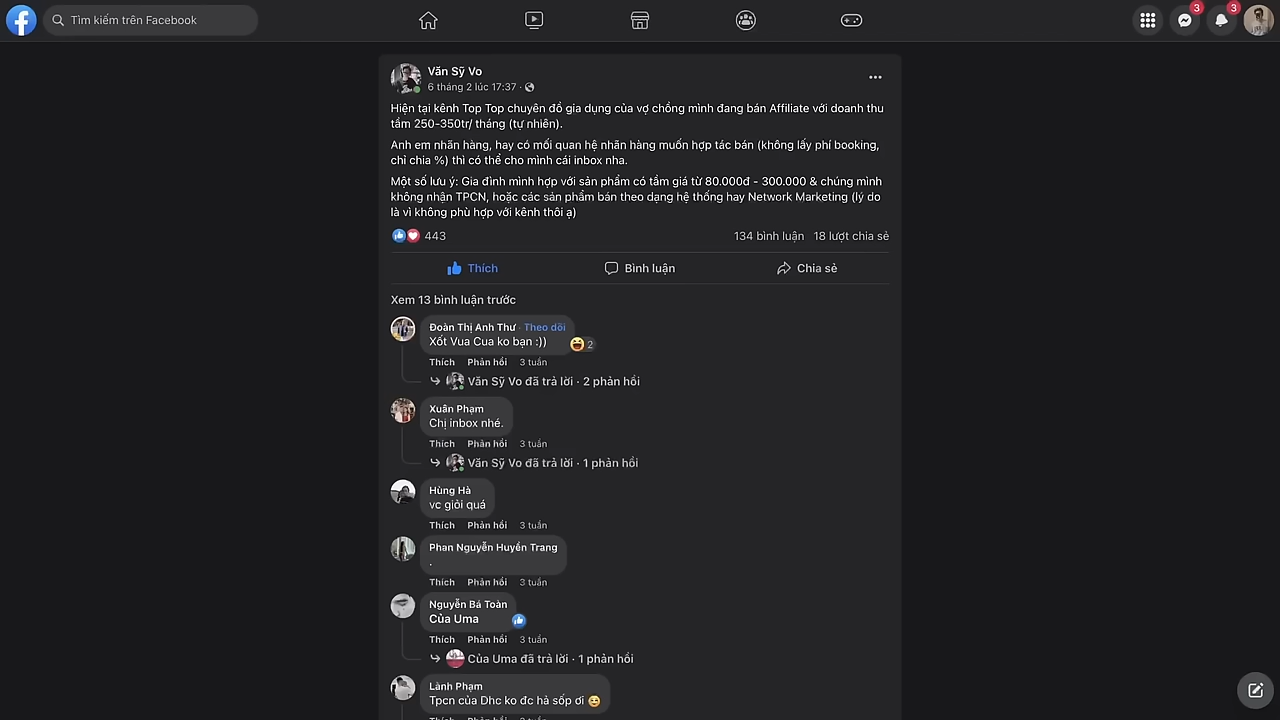 Tìm kiếm trên Facebook
3
3
Văn Sỹ Vo
6 tháng 2 lúc 17:37 ·
Hiện tại kênh Top Top chuyên đồ gia dụng của vợ chồng mình đang bán Affiliate với doanh thu
tầm 250-350tr/ tháng (tự nhiên).
Anh em nhãn hàng, hay có mối quan hệ nhãn hàng muốn hợp tác bán (không lấy phí booking,
chỉ chia %) thì có thể cho mình cái inbox nha.
Một số lưu ý: Gia đình mình hợp với sản phẩm có tầm giá từ 80.000đ - 300.000 & chúng mình
không nhận TPCN, hoặc các sản phẩm bán theo dạng hệ thống hay Network Marketing (lý do
là vì không phù hợp với kênh thôi ạ)
443
134 bình luận 18 lượt chia sẻ
Thích Bình luận Chia sẻ
Xem 13 bình luận trước
Đoàn Thị Anh Thư · Theo dõi
Xốt Vua Cua ko bạn :))
2
Thích Phản hồi 3 tuần
Văn Sỹ Vo đã trả lời · 2 phản hồi
Xuân Phạm
Chị inbox nhé.
Thích Phản hồi 3 tuần
Văn Sỹ Vo đã trả lời · 1 phản hồi
Hùng Hà
vc giỏi quá
Thích Phản hồi 3 tuần
Phan Nguyễn Huyền Trang
.
Thích Phản hồi 3 tuần
Nguyễn Bá Toàn
Của Uma
Thích Phản hồi 3 tuần
Của Uma đã trả lời · 1 phản hồi
Lành Phạm
Tpcn của Dhc ko đc hả sốp ơi
Thích Phản hồi 3 tuần